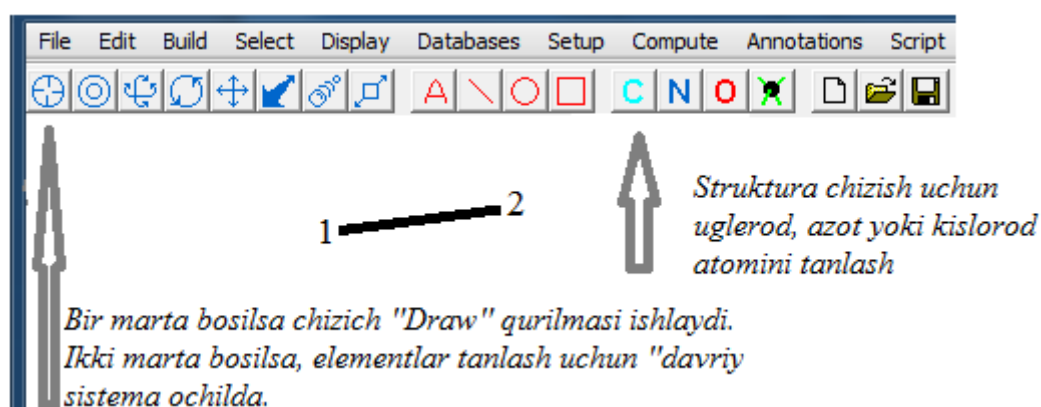 File Edit Build Select Display Databases Setup Compute Annotations Script
A C N O
1 2
Struktura chizish uchun
uglerod, azot yoki kislorod
atomini tanlash
Bir marta bosilsa chizich "Draw" qurilmasi ishlaydi.
Ikki marta bosilsa, elementlar tanlash uchun "davriy
sistema ochilda.